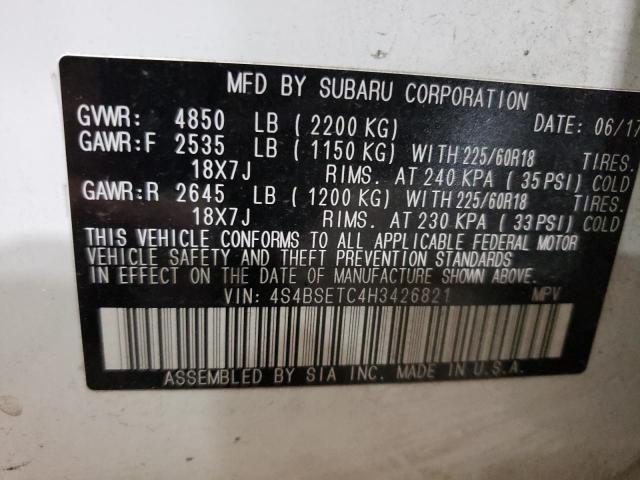 MFD BY SUBARU CORPORATION
GVWR: 4850 LB ( 2200 KG) DATE: 06/17
GAWR:F 2535 LB ( 1150 KG) WITH 225/60R18 TIRES.
18X7J RIMS. AT 240 KPA ( 35 PSI) COLD
GAWR:R 2645 LB ( 1200 KG) WITH 225/60R18 TIRES.
18X7J RIMS. AT 230 KPA ( 33 PSI) COLD
THIS VEHICLE CONFORMS TO ALL APPLICABLE FEDERAL MOTOR
VEHICLE SAFETY AND THEFT PREVENTION STANDARDS
IN EFFECT ON THE DATE OF MANUFACTURE SHOWN ABOVE.
VIN: 4S4BSETC4H3426821 MPV
ASSEMBLED BY SIA INC. MADE IN U.S.A.